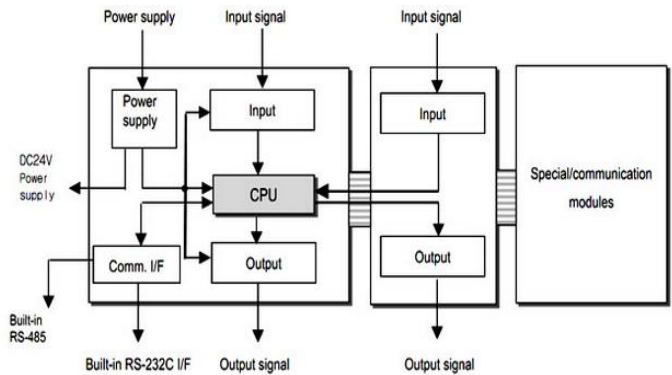 Power supply
Input signal
Input signal
Power
supply
Input
Input
DC24V
Power
supply
CPU
Special/communication
modules
Comm. I/F
Output
Output
Built-in
RS-485
Built-in RS-232C I/F
Output signal
Output signal